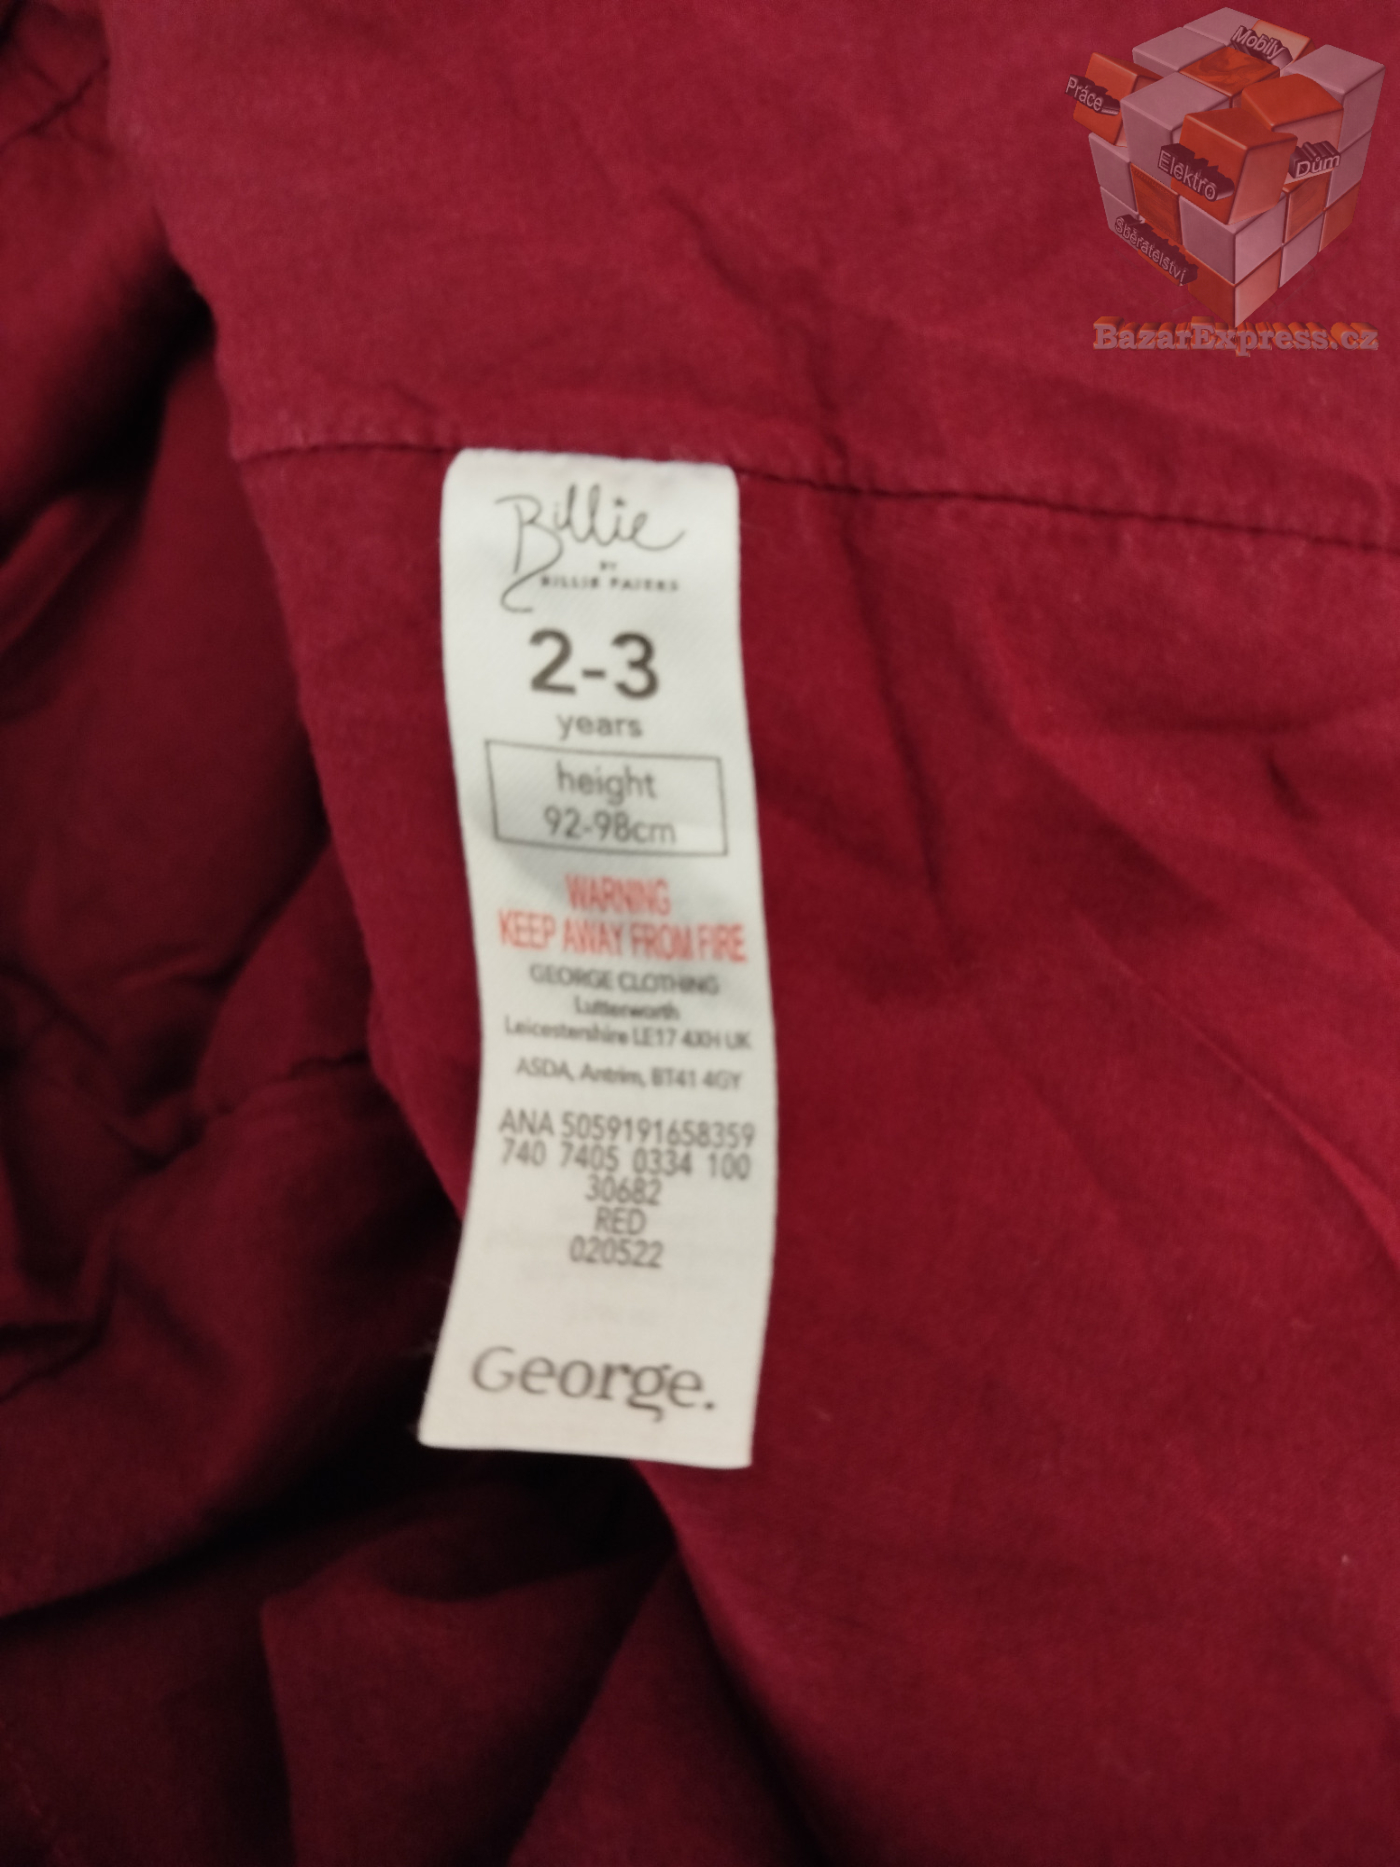 Mobily
Práce
Elektro
Dům
Sběratelství
BazarExpress.cz
Billie
BY
BILLIE FAIERS
2-3
years
height
92-98cm
WARNING
KEEP AWAY FROM FIRE
GEORGE CLOTHING
Lutterworth
Leicestershire LE17 4XH UK
ASDA, Antrim, BT41 4GY
ANA 5059191658359
740 7405 0334 100
30682
RED
020522
George.